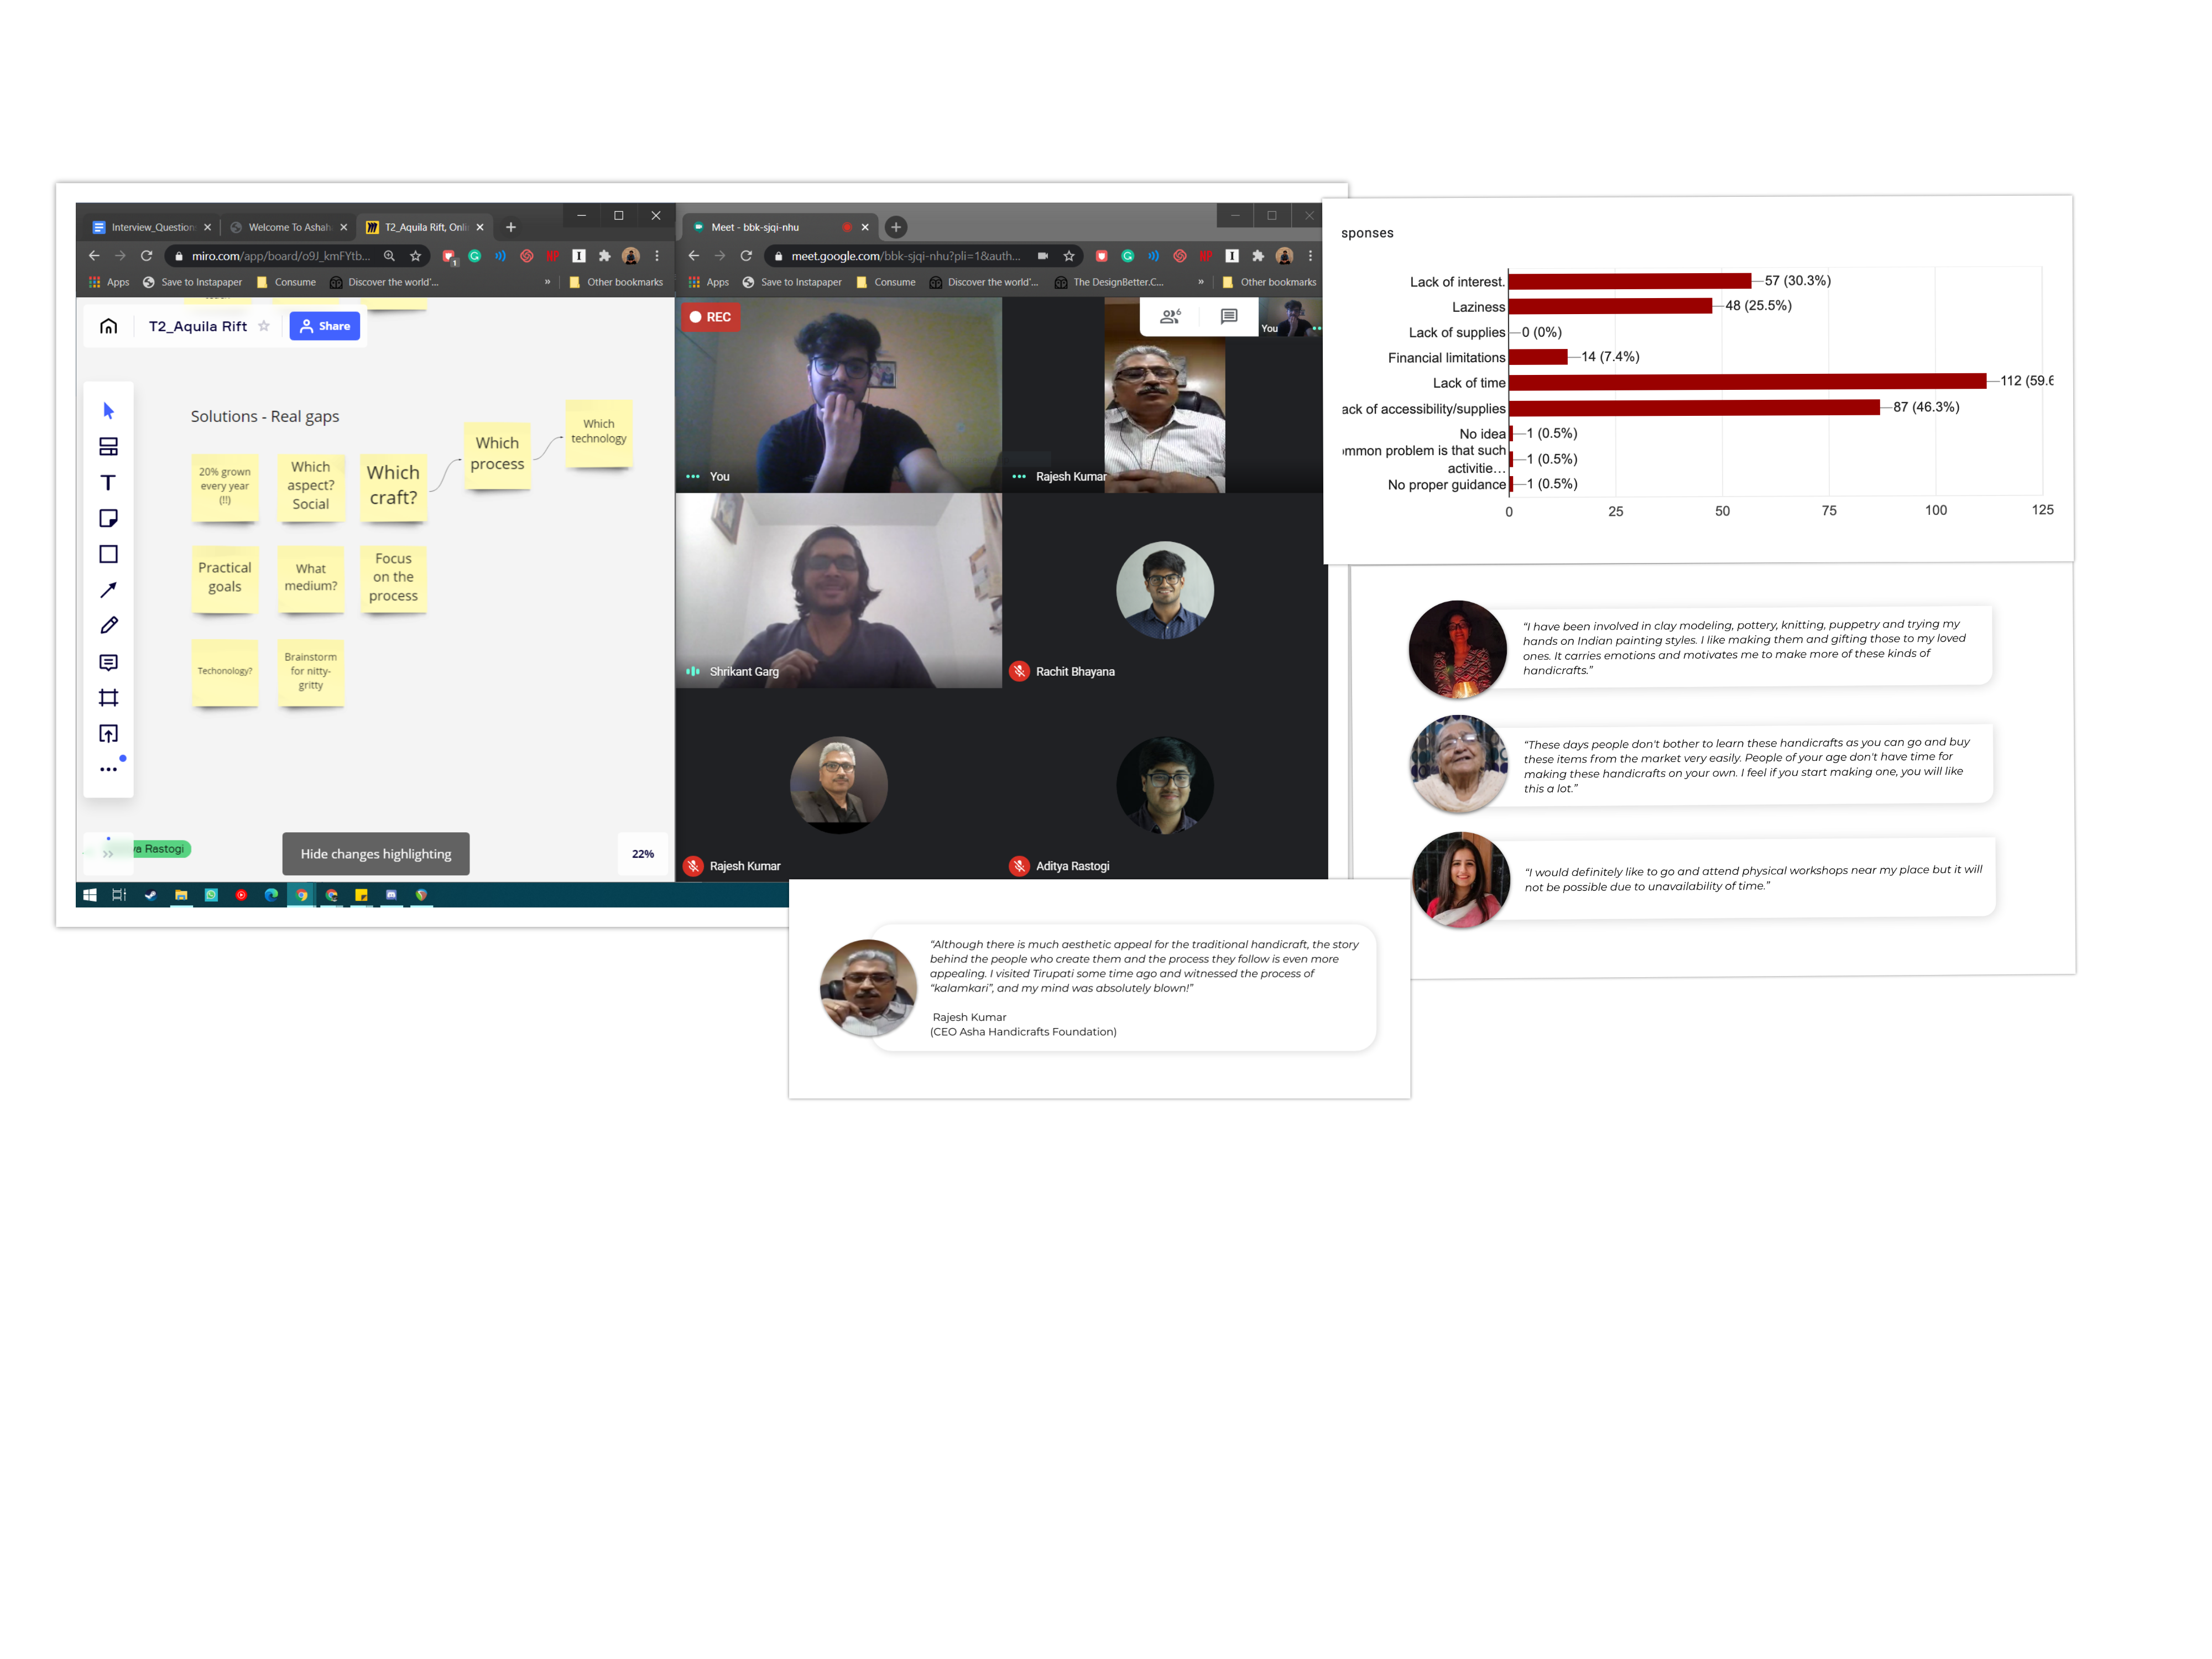 Interview_Question
Welcome To Ashah
T2_Aquila Rift, Onli
miro.com/app/board/o9J_kmFYtb...
Apps
Save to Instapaper
Consume
Discover the world'...
»
Other bookmarks
T2_Aquila Rift
Share
Solutions - Real gaps
20% grown
every year
(!!)
Which
aspect?
Social
Which
craft?
Which
process
Which
technology
Practical
goals
What
medium?
Focus
on the
process
Techonology?
Brainstorm
for nitty-
gritty
ya Rastogi
Hide changes highlighting
22%
Meet - bbk-sjqi-nhu
meet.google.com/bbk-sjqi-nhu?pli=1&auth...
Apps
Save to Instapaper
Consume
Discover the world'...
The DesignBetter.C...
»
Other bookmarks
REC
6
You
You
Rajesh Kumar
Shrikant Garg
Rachit Bhayana
Rajesh Kumar
Aditya Rastogi
sponses
Lack of interest.
57 (30.3%)
Laziness
48 (25.5%)
Lack of supplies
0 (0%)
Financial limitations
14 (7.4%)
Lack of time
112 (59.6
ack of accessibility/supplies
87 (46.3%)
No idea
1 (0.5%)
mmon problem is that such
activitie...
1 (0.5%)
No proper guidance
1 (0.5%)
0 25 50 75 100 125
“I have been involved in clay modeling, pottery, knitting, puppetry and trying my
hands on Indian painting styles. I like making them and gifting those to my loved
ones. It carries emotions and motivates me to make more of these kinds of
handicrafts.”
“These days people don't bother to learn these handicrafts as you can go and buy
these items from the market very easily. People of your age don't have time for
making these handicrafts on your own. I feel if you start making one, you will like
this a lot.”
“I would definitely like to go and attend physical workshops near my place but it will
not be possible due to unavailability of time.”
“Although there is much aesthetic appeal for the traditional handicraft, the story
behind the people who create them and the process they follow is even more
appealing. I visited Tirupati some time ago and witnessed the process of
“kalamkari”, and my mind was absolutely blown!”
Rajesh Kumar
(CEO Asha Handicrafts Foundation)